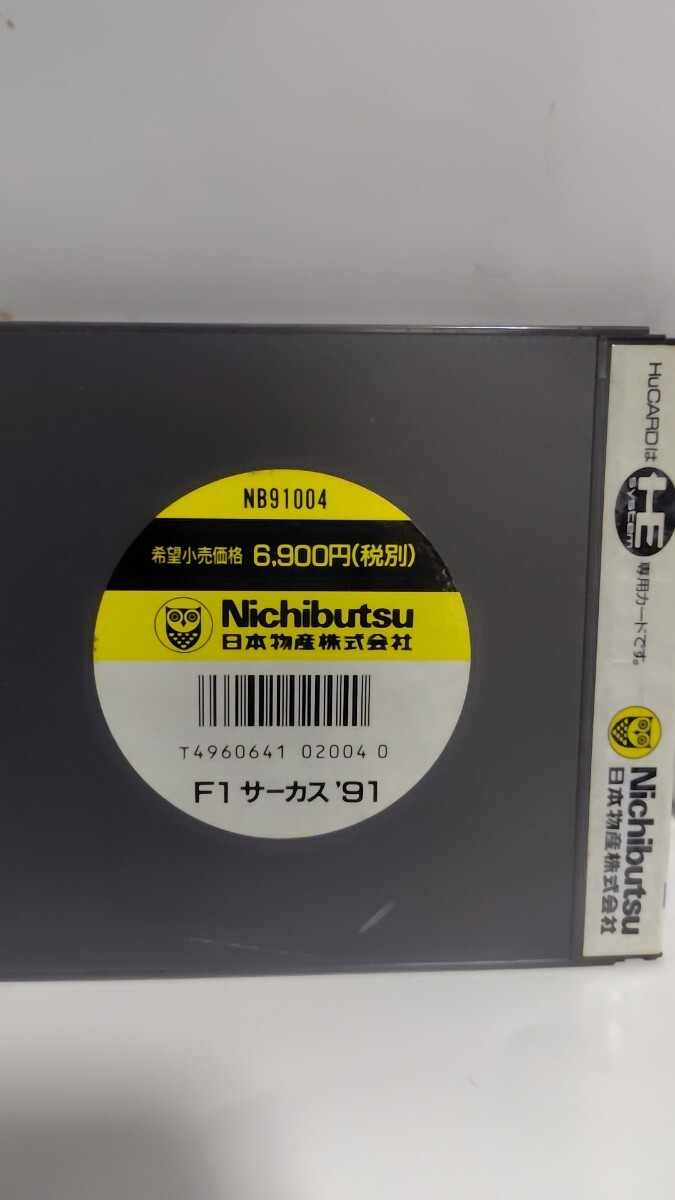 NB91004
希望小売価格 6,900円(税別)
Nichibutsu
日本物産株式会社
T4960641 02004 0
F1 サーカス '91
HuCARDは HE system 専用カードです。
Nichibutsu
日本物産株式会社